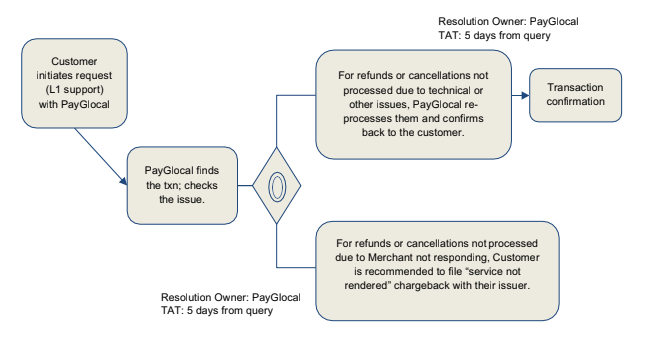 Resolution Owner: PayGlocal
TAT: 5 days from query
Customer
initiates request
(L1 support)
with PayGlocal
For refunds or cancellations not
processed due to technical or
other issues, PayGlocal re-
processes them and confirms
back to the customer.
Transaction
confirmation
PayGlocal finds
the txn; checks
the issue.
For refunds or cancellations not processed
due to Merchant not responding, Customer
is recommended to file “service not
rendered” chargeback with their issuer.
Resolution Owner: PayGlocal
TAT: 5 days from query